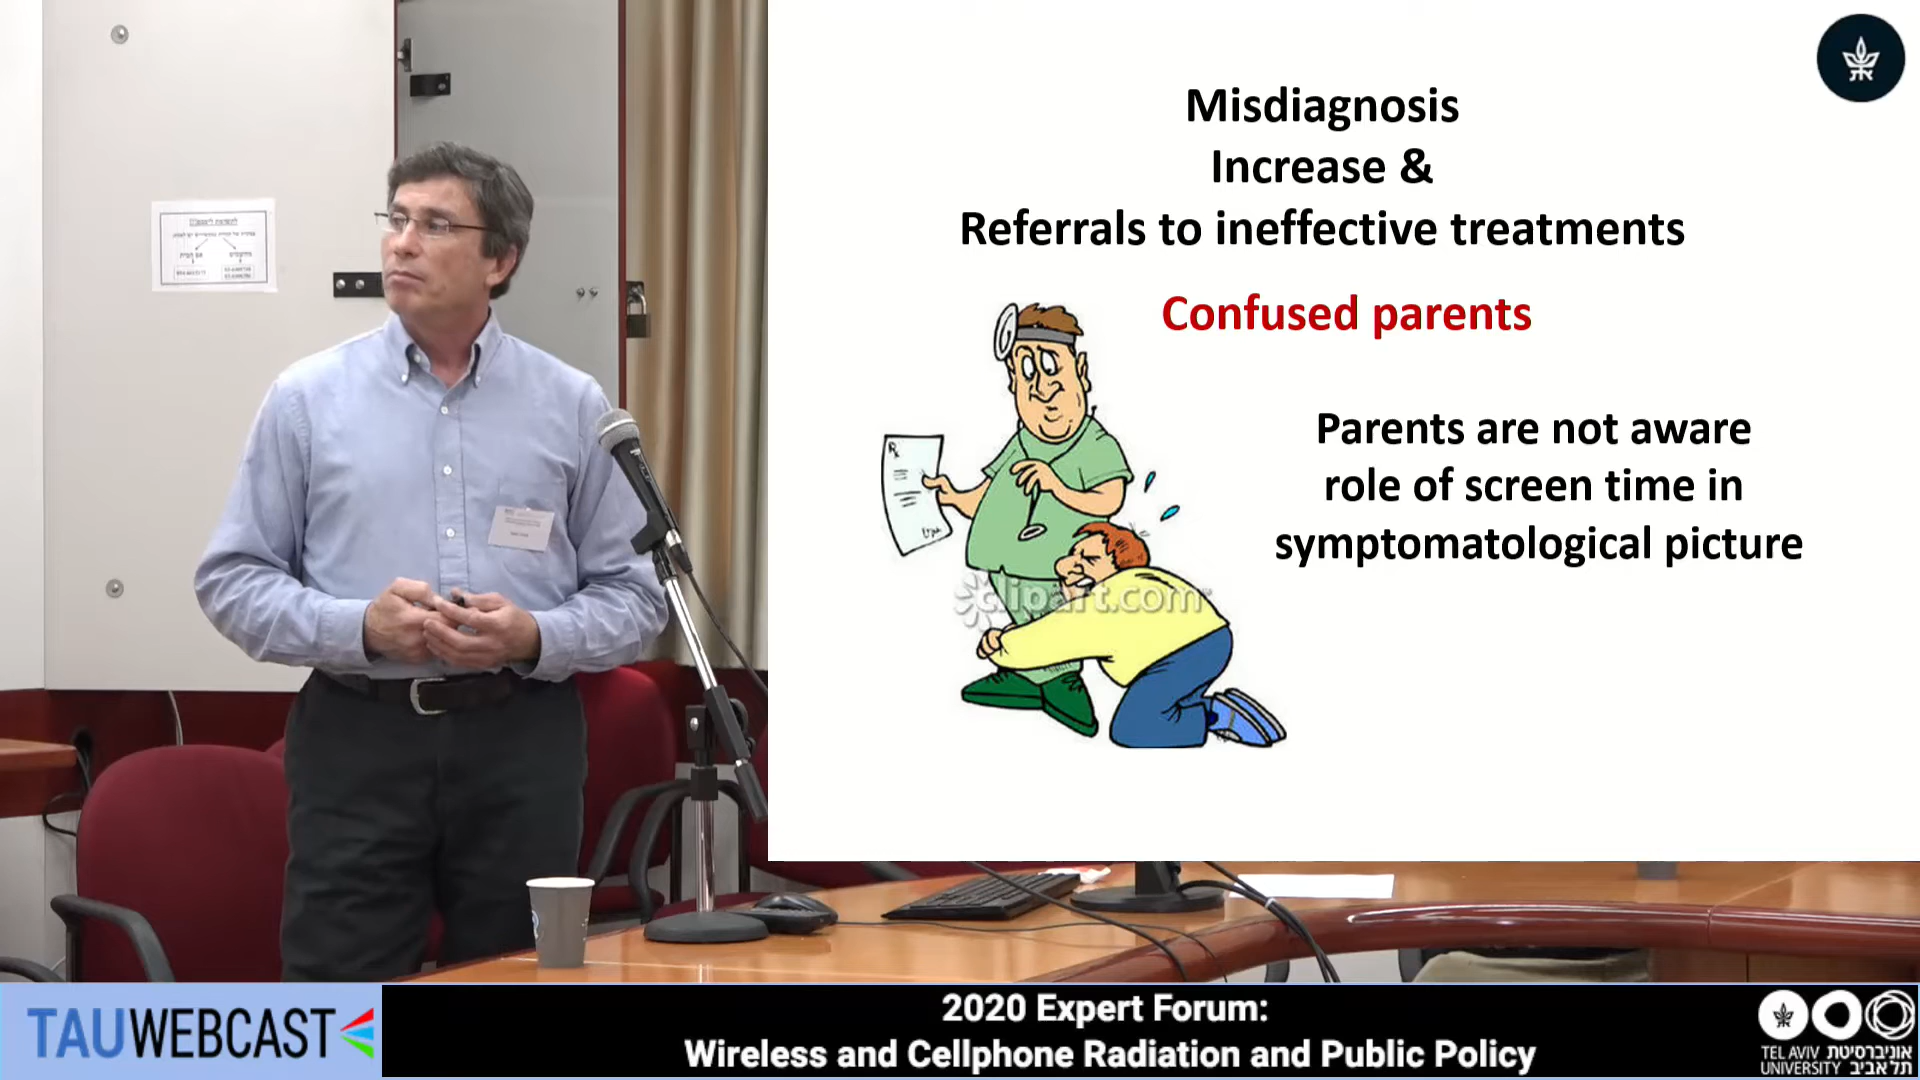 Misdiagnosis
Increase &
Referrals to ineffective treatments
Confused parents
Parents are not aware
role of screen time in
symptomatological picture
Rx
clipart.com
TAUWEBCAST
2020 Expert Forum:
Wireless and Cellphone Radiation and Public Policy
TEL AVIV אוניברסיטת
UNIVERSITY תל אביב